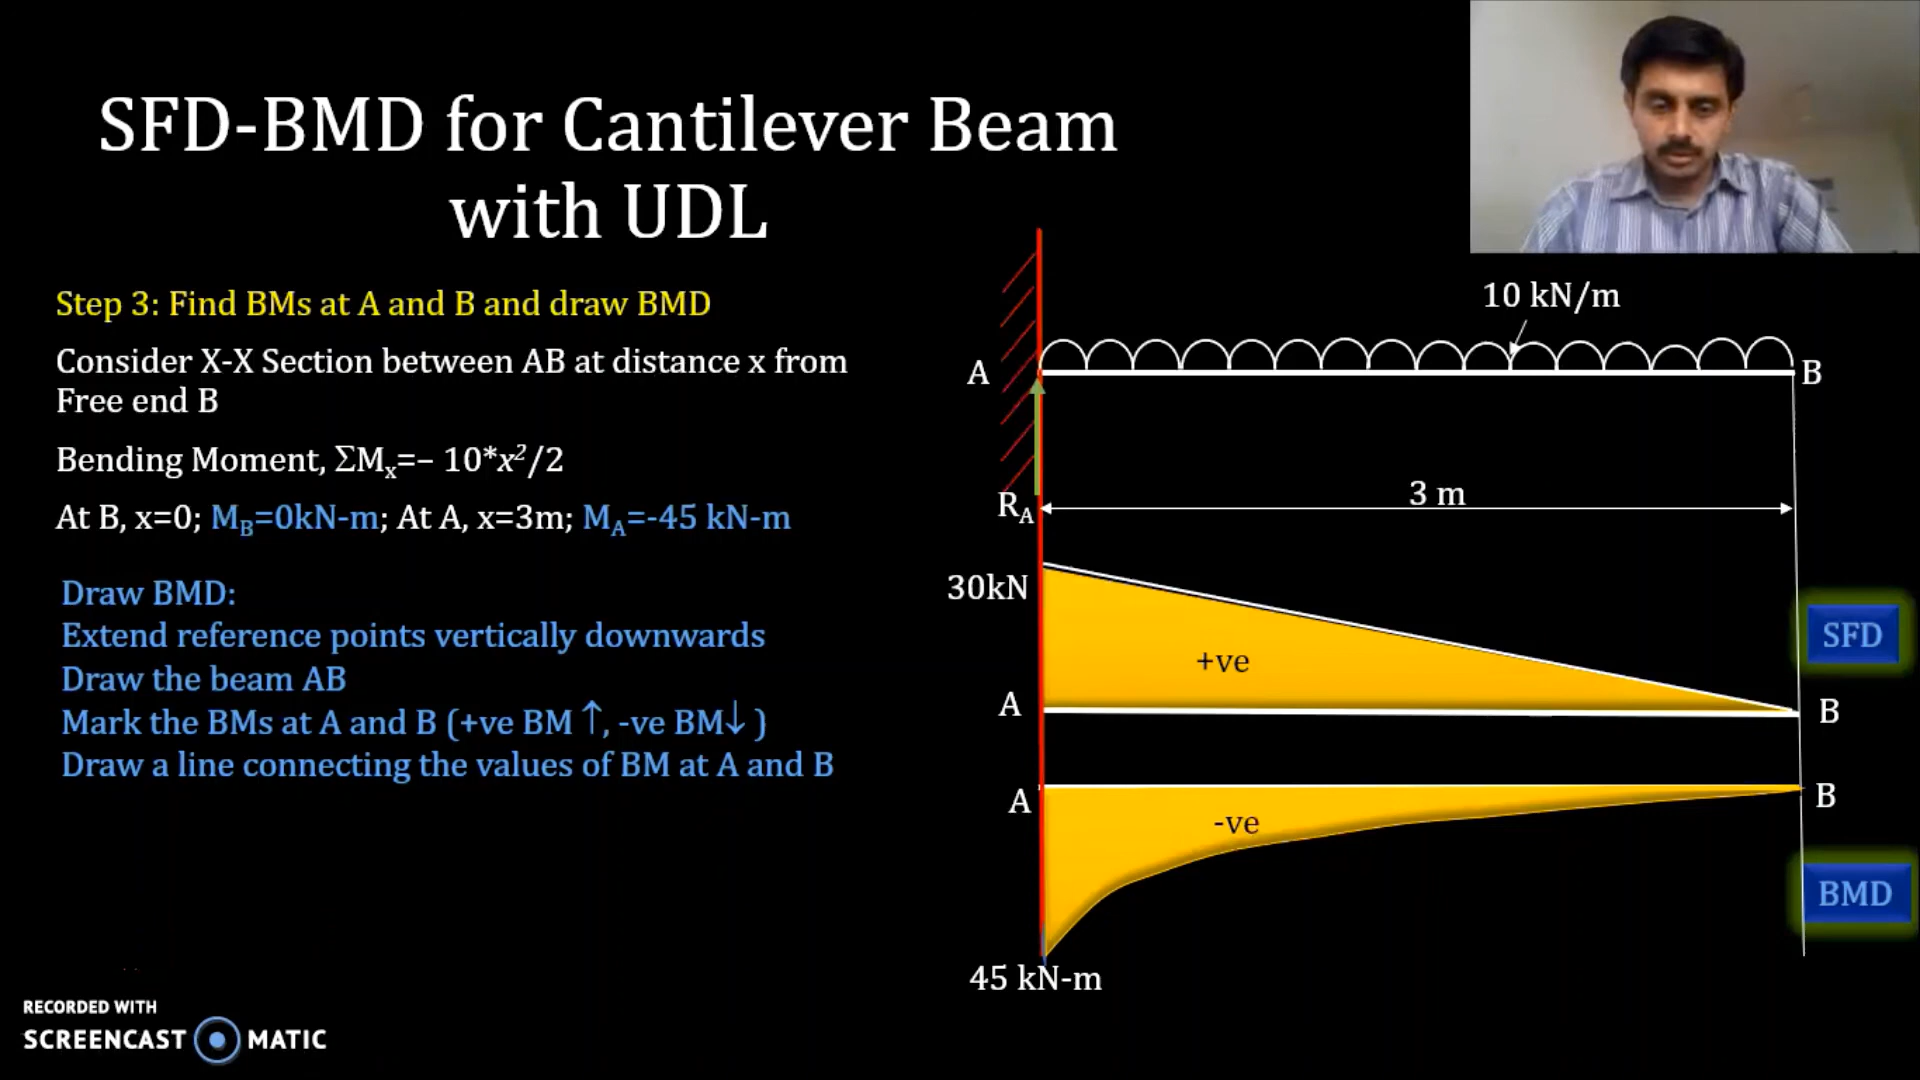 SFD-BMD for Cantilever Beam
with UDL
Step 3: Find BMs at A and B and draw BMD
Consider X-X Section between AB at distance x from
Free end B
Bending Moment, ΣMₓ=– 10*x²/2
At B, x=0; M_B=0kN-m; At A, x=3m; M_A=-45 kN-m
Draw BMD:
Extend reference points vertically downwards
Draw the beam AB
Mark the BMs at A and B (+ve BM ↑, -ve BM↓ )
Draw a line connecting the values of BM at A and B
10 kN/m
A
B
3 m
R_A
30kN
+ve
SFD
A
B
A
B
-ve
BMD
45 kN-m
RECORDED WITH
SCREENCAST MATIC